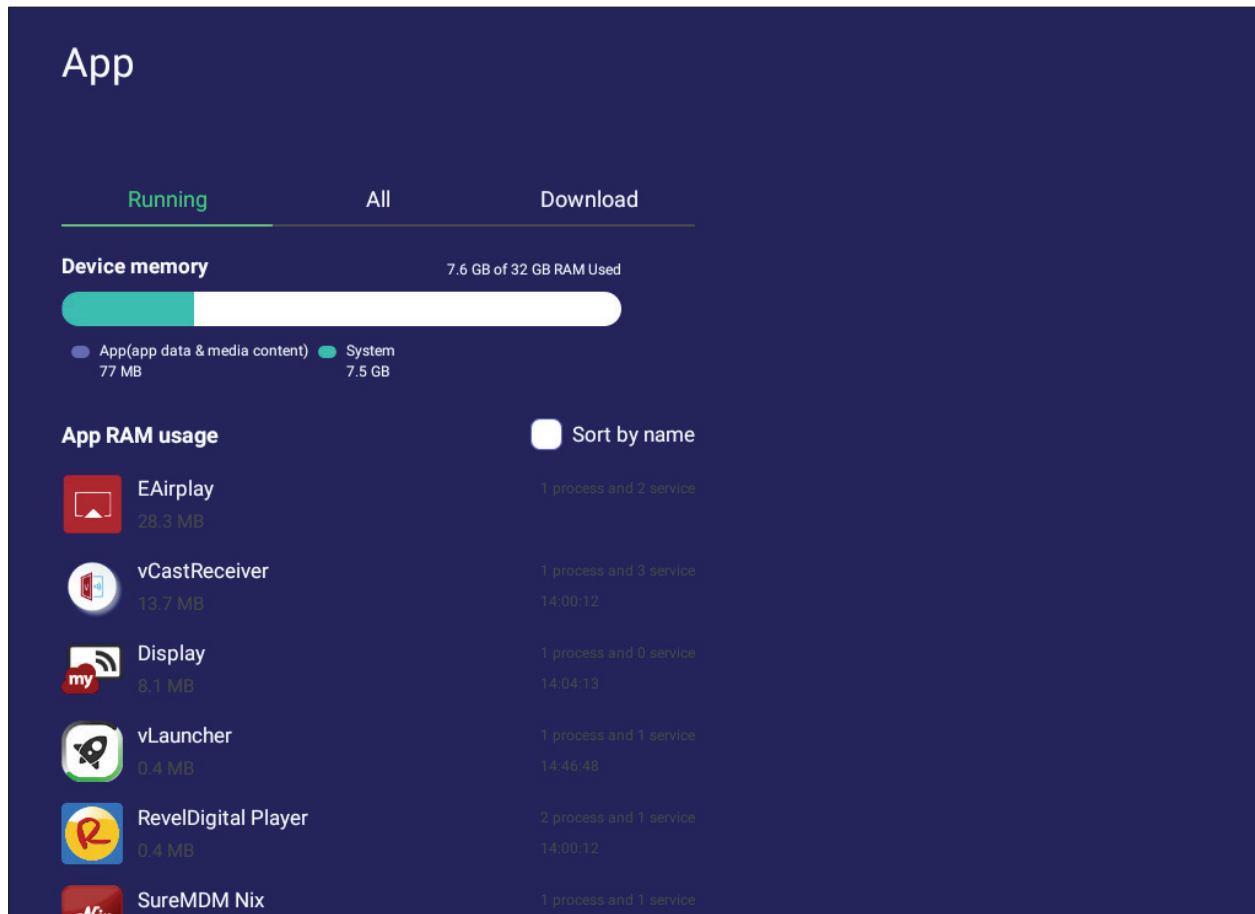 App
Running All Download
Device memory 7.6 GB of 32 GB RAM Used
App(app data & media content) System
77 MB 7.5 GB
App RAM usage Sort by name
EAirplay 1 process and 2 service
28.3 MB
vCastReceiver 1 process and 3 service
13.7 MB 14:00:12
my
Display 1 process and 0 service
8.1 MB 14:04:13
vLauncher 1 process and 1 service
0.4 MB 14:46:48
R
RevelDigital Player 2 process and 1 service
0.4 MB 14:00:12
SureMDM Nix 1 process and 1 service